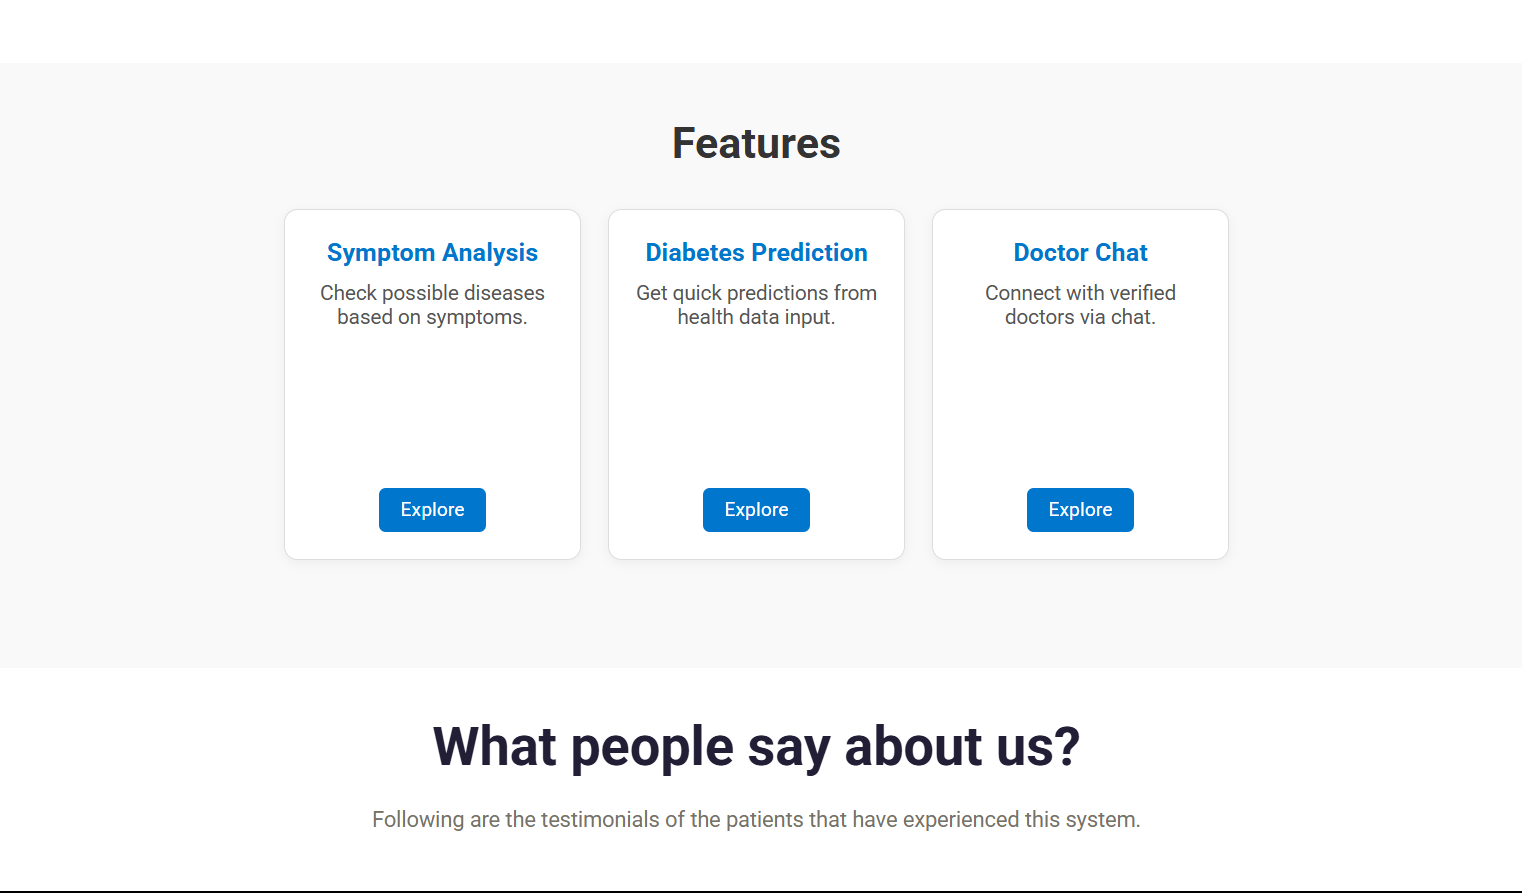 Features
Symptom Analysis
Check possible diseases
based on symptoms.
Explore
Diabetes Prediction
Get quick predictions from
health data input.
Explore
Doctor Chat
Connect with verified
doctors via chat.
Explore
What people say about us?
Following are the testimonials of the patients that have experienced this system.